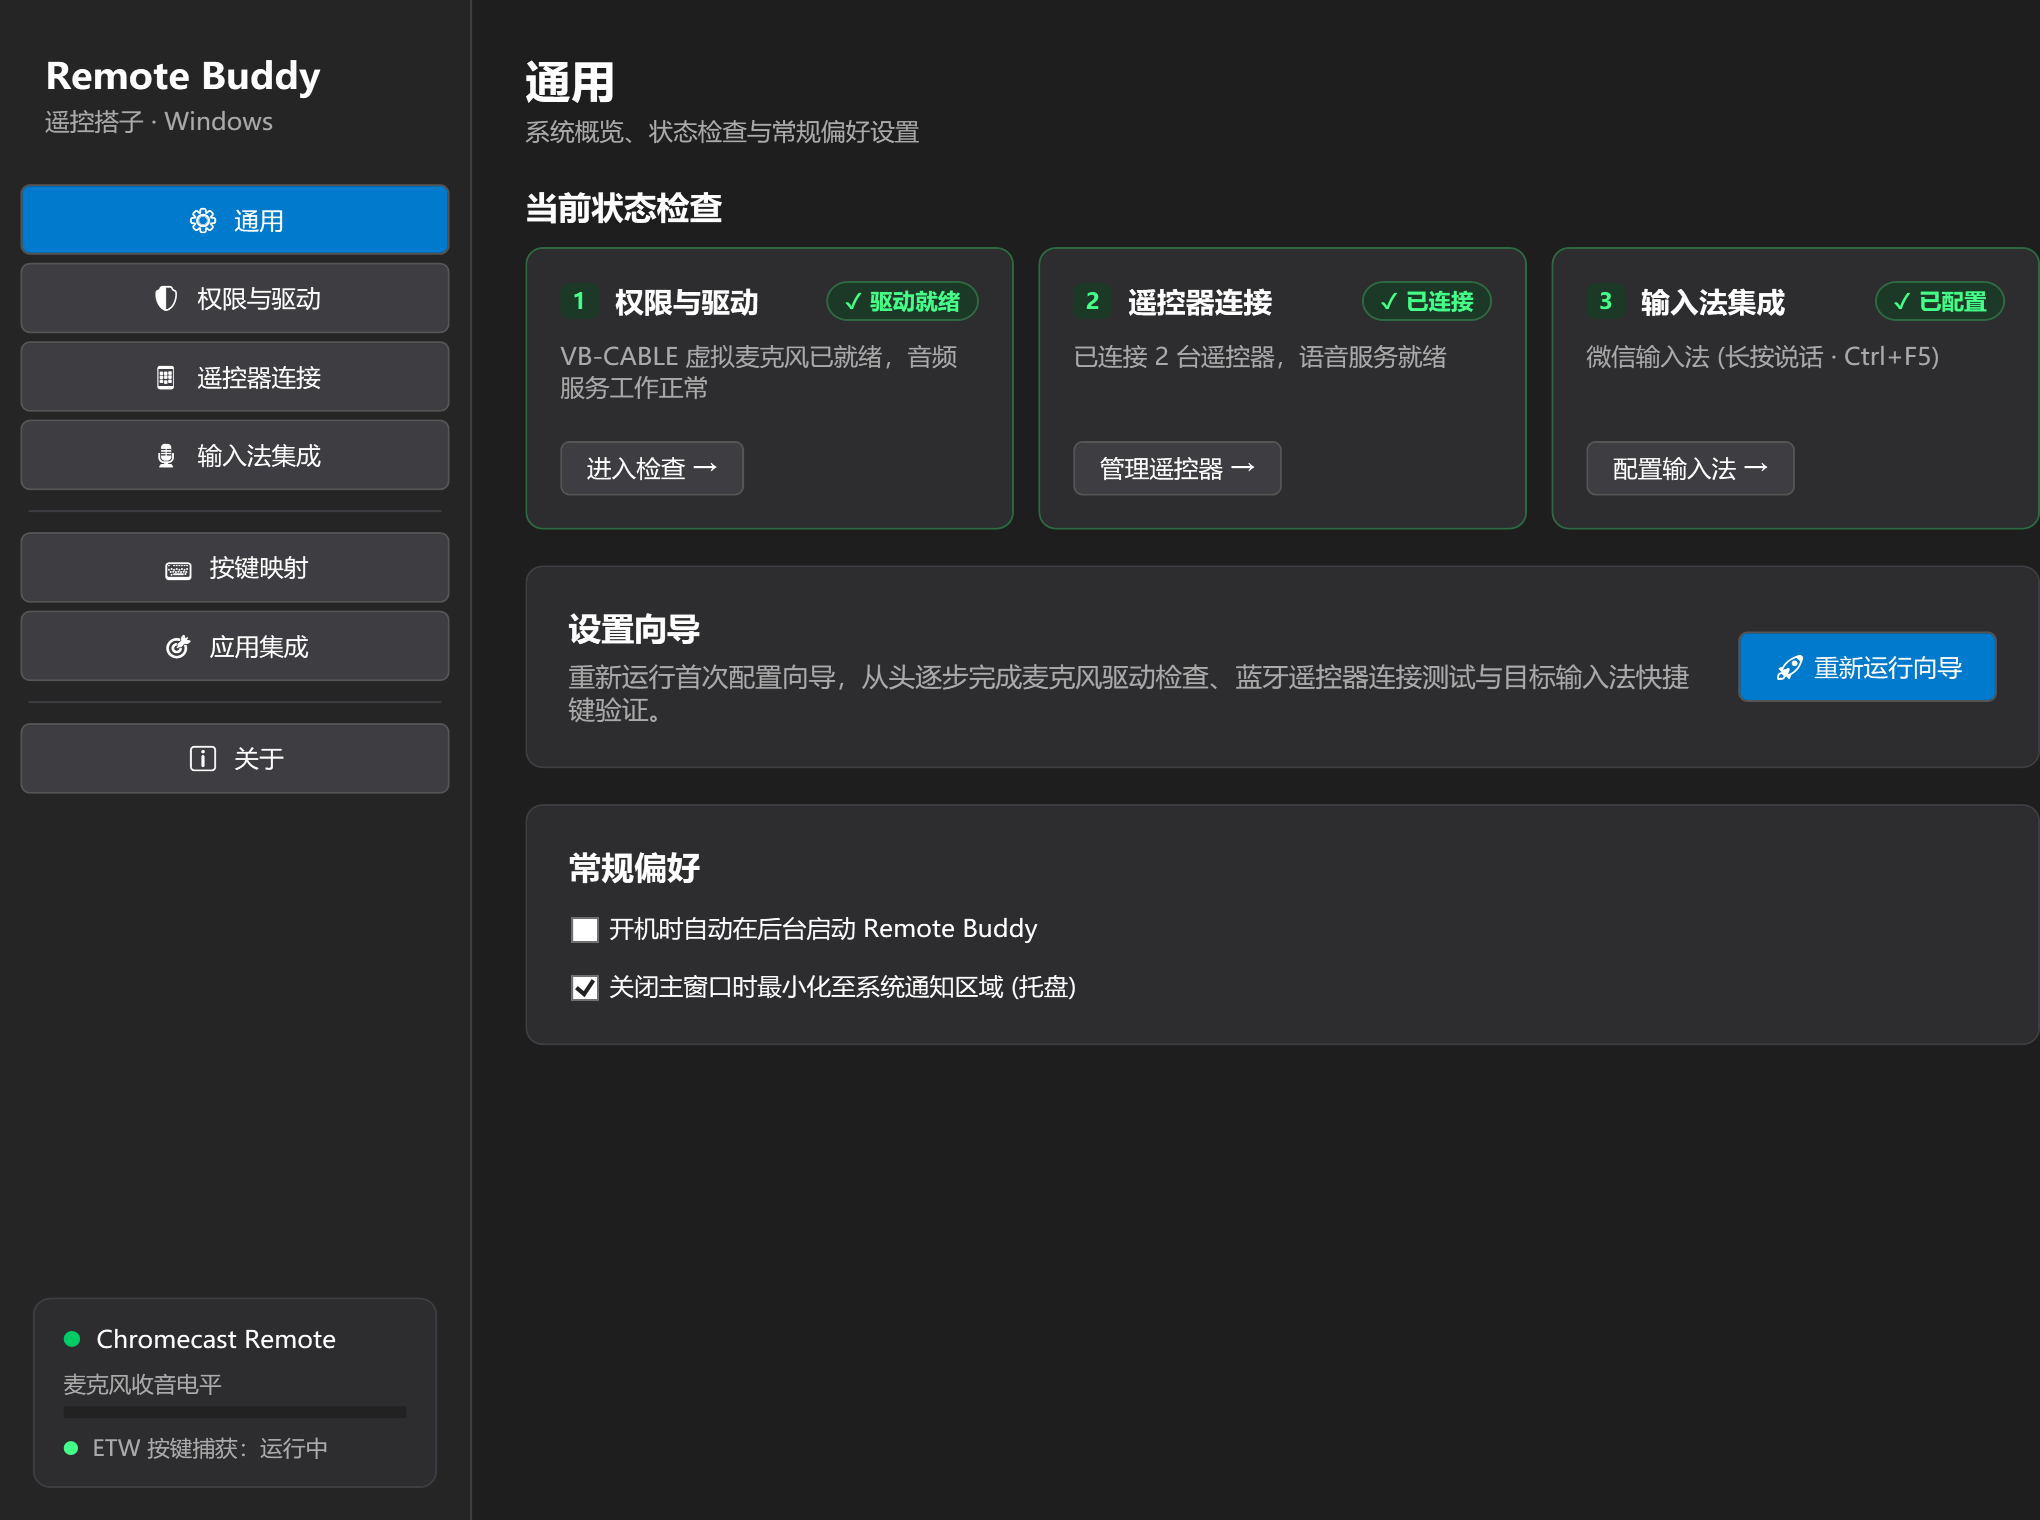 Remote Buddy
遥控搭子 · Windows
通用
权限与驱动
遥控器连接
输入法集成
按键映射
应用集成
关于
Chromecast Remote
麦克风收音电平
ETW 按键捕获：运行中
通用
系统概览、状态检查与常规偏好设置
当前状态检查
1 权限与驱动 ✓ 驱动就绪
VB-CABLE 虚拟麦克风已就绪，音频
服务工作正常
进入检查 →
2 遥控器连接 ✓ 已连接
已连接 2 台遥控器，语音服务就绪
管理遥控器 →
3 输入法集成 ✓ 已配置
微信输入法 (长按说话 · Ctrl+F5)
配置输入法 →
设置向导
重新运行首次配置向导，从头逐步完成麦克风驱动检查、蓝牙遥控器连接测试与目标输入法快捷
键验证。
重新运行向导
常规偏好
开机时自动在后台启动 Remote Buddy
关闭主窗口时最小化至系统通知区域 (托盘)